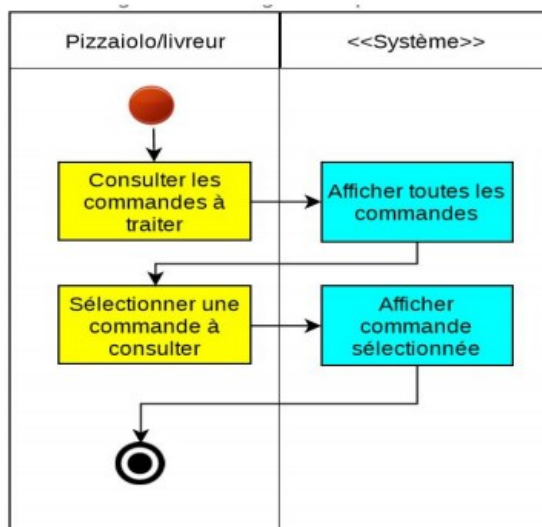 Pizzaiolo/livreur
<<Système>>
Consulter les
commandes à
traiter
Afficher toutes les
commandes
Sélectionner une
commande à
consulter
Afficher
commande
sélectionnée